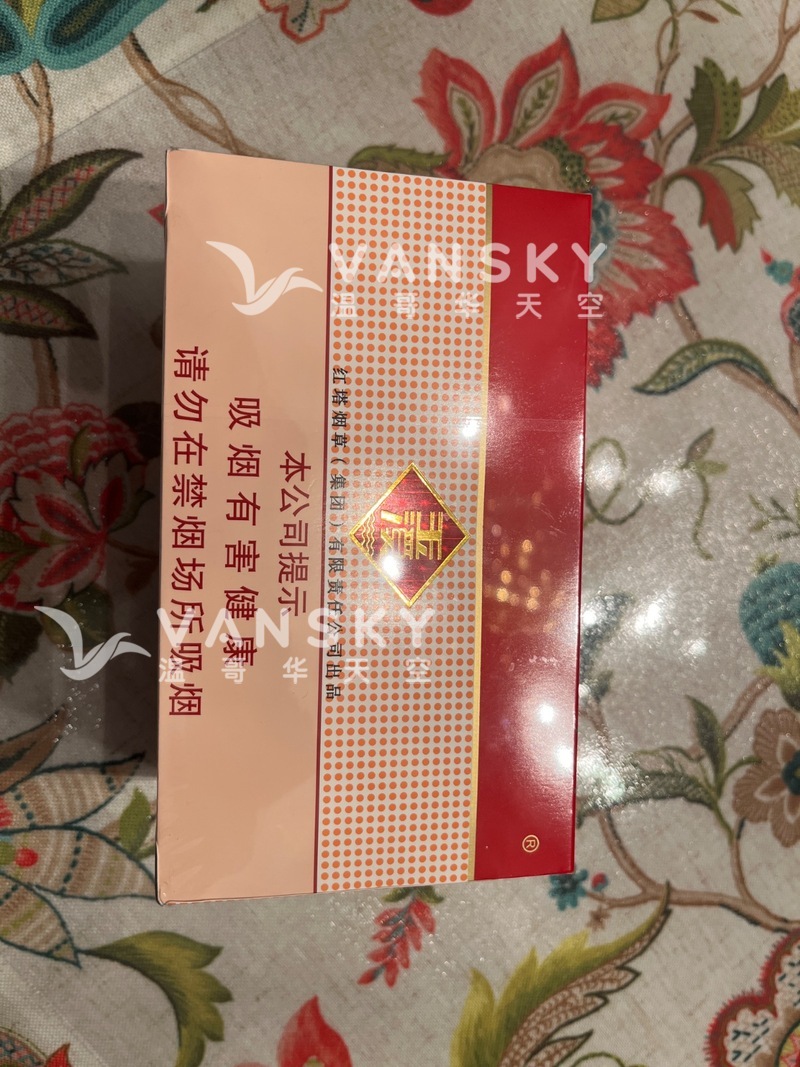 VANSKY
温哥华天空
红塔烟草（集团）有限责任公司出品
本公司提示
吸烟有害健康
请勿在禁烟场所吸烟
VANSKY
温哥华天空
®